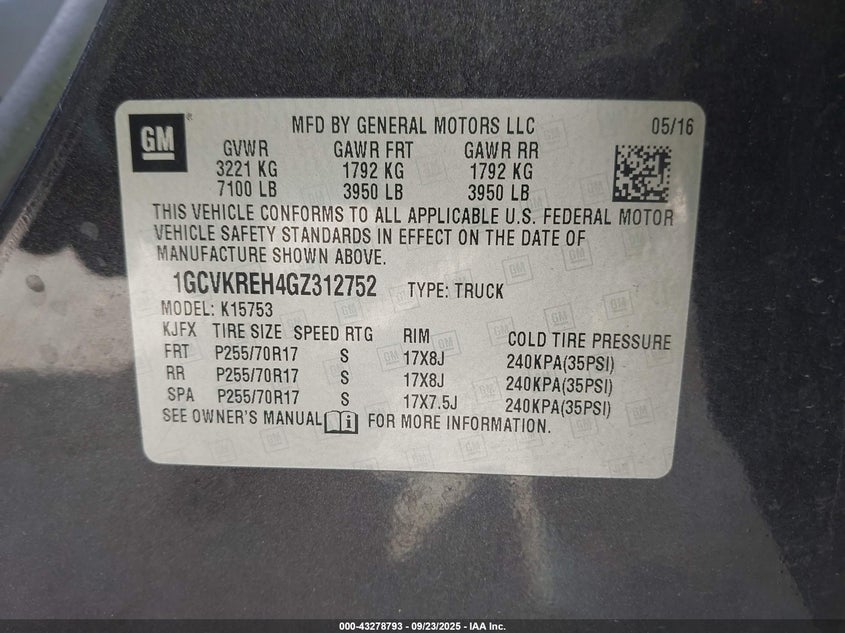 GM
MFD BY GENERAL MOTORS LLC 05/16
GVWR GAWR FRT GAWR RR
3221 KG 1792 KG 1792 KG
7100 LB 3950 LB 3950 LB
THIS VEHICLE CONFORMS TO ALL APPLICABLE U.S. FEDERAL MOTOR
VEHICLE SAFETY STANDARDS IN EFFECT ON THE DATE OF
MANUFACTURE SHOWN ABOVE.
1GCVKREH4GZ312752 TYPE: TRUCK
MODEL: K15753
KJFX TIRE SIZE SPEED RTG RIM COLD TIRE PRESSURE
FRT P255/70R17 S 17X8J 240KPA(35PSI)
RR P255/70R17 S 17X8J 240KPA(35PSI)
SPA P255/70R17 S 17X7.5J 240KPA(35PSI)
SEE OWNER'S MANUAL FOR MORE INFORMATION.
000-43278793 - 09/23/2025 - IAA Inc.